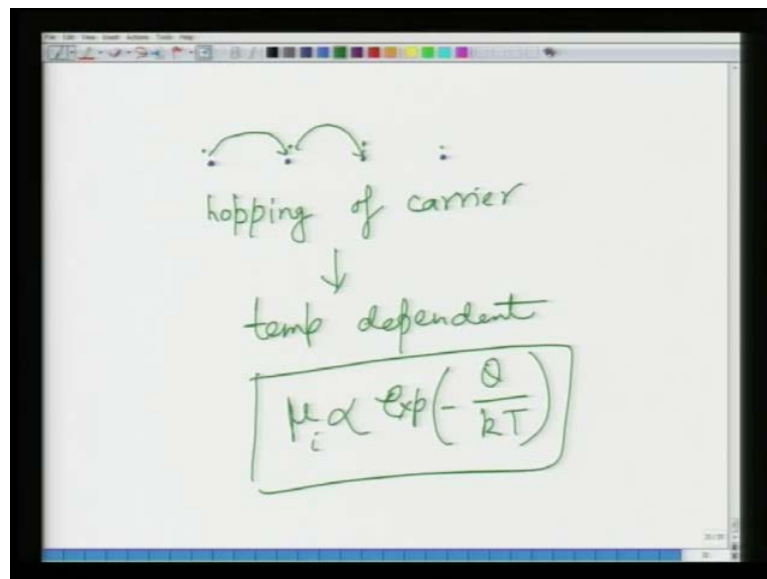 hopping of carrier
↓
temp dependent
μi ∝ exp(- Q / kT)